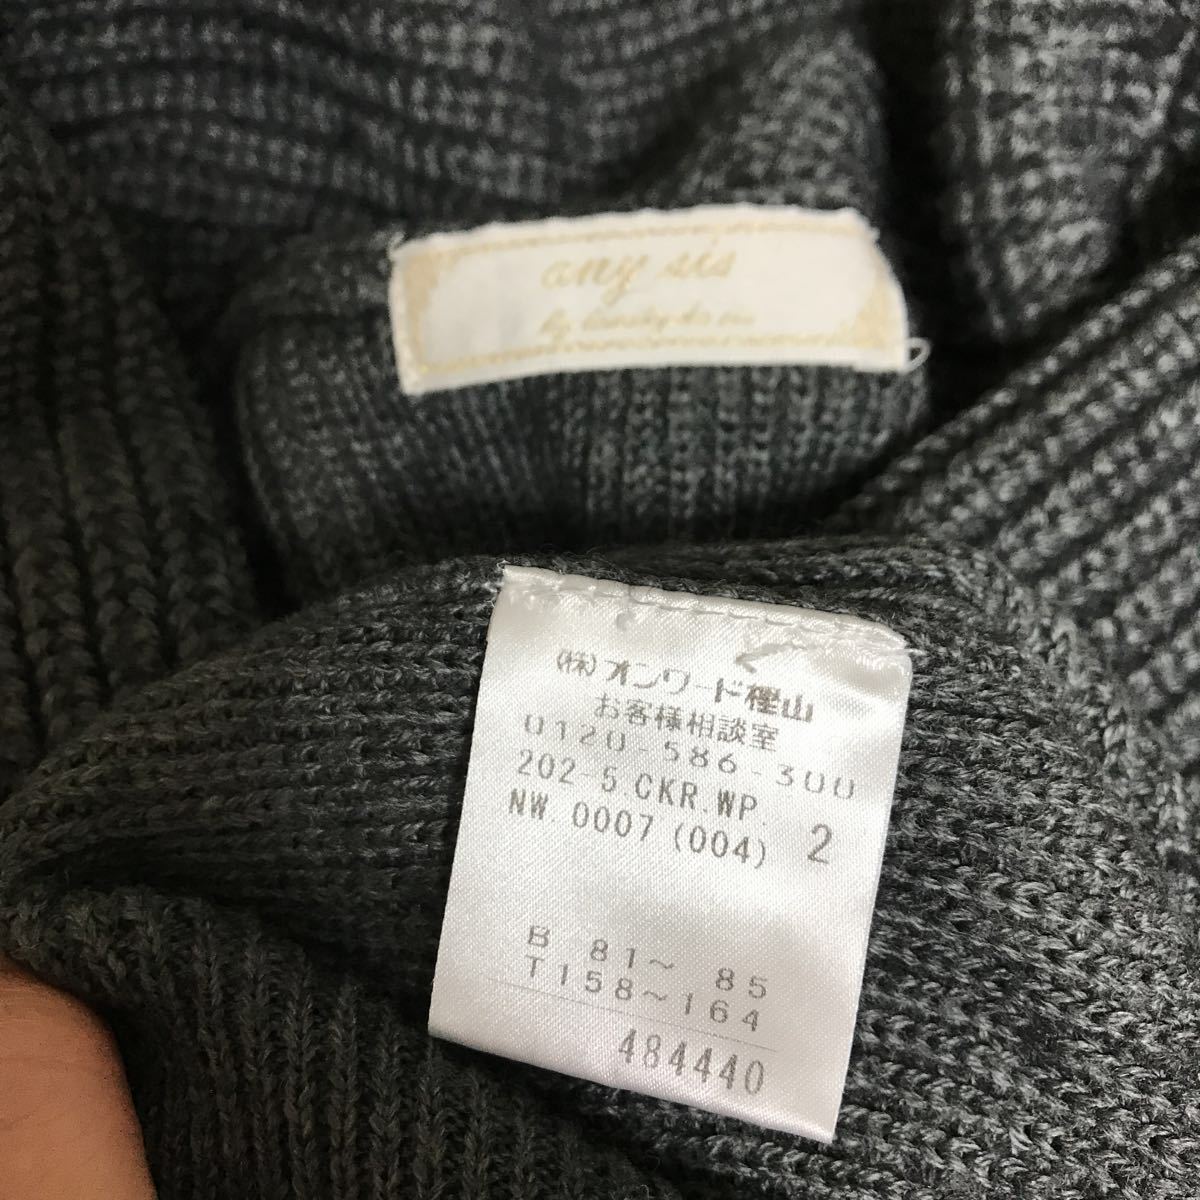 any sis
by
(株)オンワード樫山
お客様相談室
0120-586-300
202-5.CKR.WP.
NW.0007(004) 2
B 81~ 85
T158~164
484440